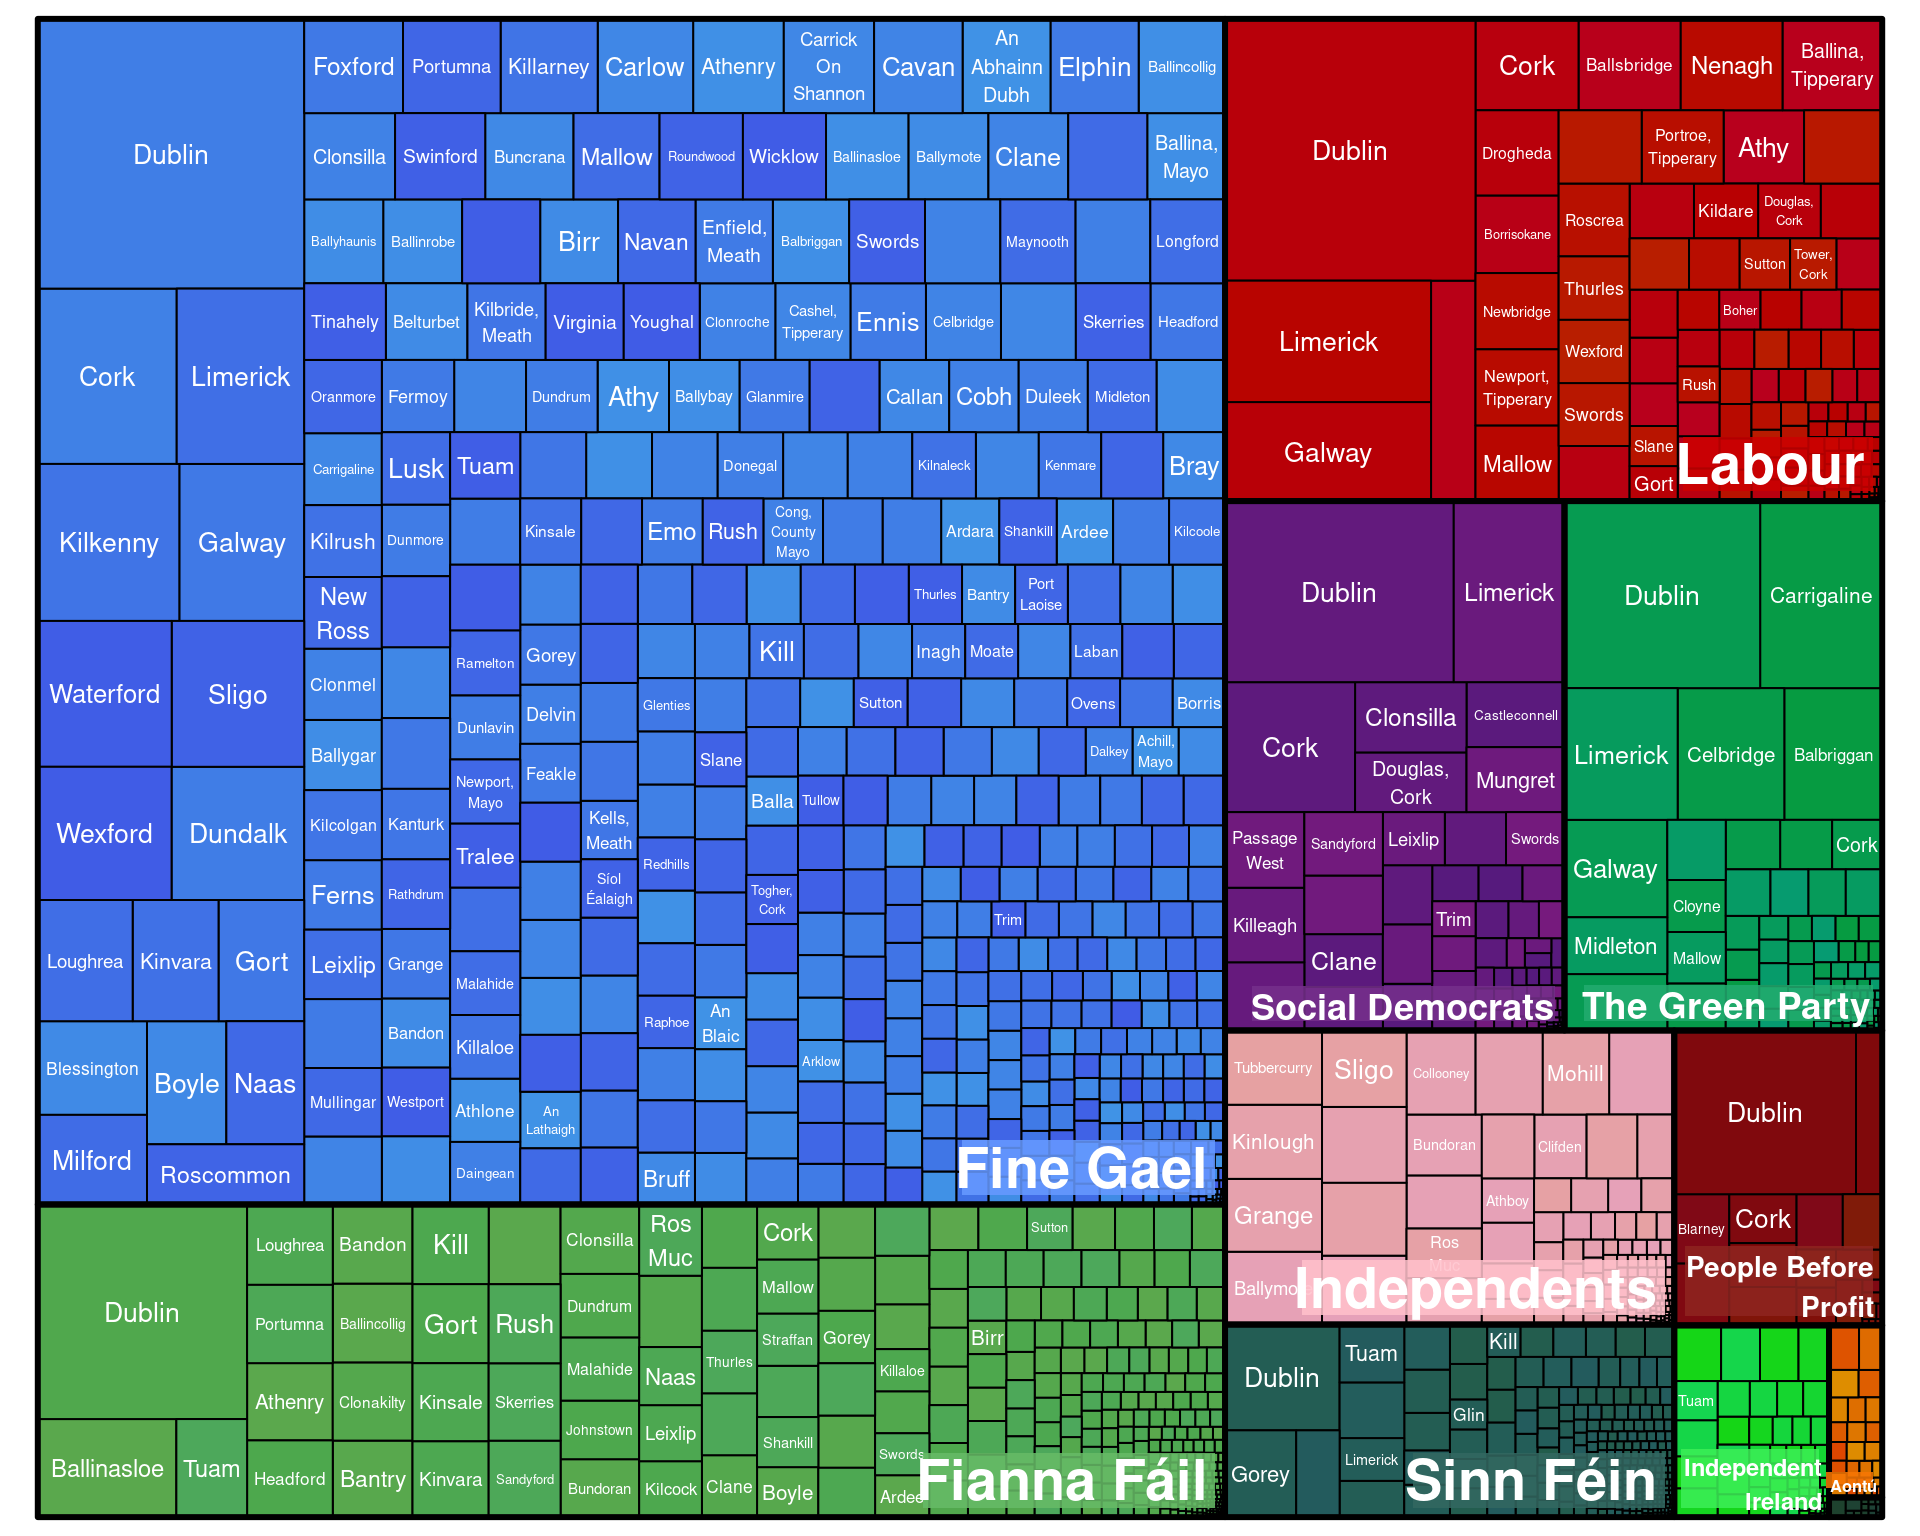 Dublin
Foxford
Portumna
Killarney
Carlow
Athenry
Carrick
On
Shannon
Cavan
An
Abhainn
Dubh
Elphin
Ballincollig
Clonsilla
Swinford
Buncrana
Mallow
Roundwood
Wicklow
Ballinasloe
Ballymote
Clane
Ballina,
Mayo
Ballyhaunis
Ballinrobe
Birr
Navan
Enfield,
Meath
Balbriggan
Swords
Maynooth
Longford
Cork
Limerick
Tinahely
Belturbet
Kilbride,
Meath
Virginia
Youghal
Clonroche
Cashel,
Tipperary
Ennis
Celbridge
Skerries
Headford
Oranmore
Fermoy
Dundrum
Athy
Ballybay
Glanmire
Callan
Cobh
Duleek
Midleton
Carrigaline
Lusk
Tuam
Donegal
Kilnaleck
Kenmare
Bray
Kilkenny
Galway
Kilrush
Dunmore
Kinsale
Emo
Rush
Cong,
County
Mayo
Ardara
Shankill
Ardee
Kilcoole
New
Ross
Thurles
Bantry
Port
Laoise
Waterford
Sligo
Clonmel
Ramelton
Gorey
Kill
Inagh
Moate
Laban
Glenties
Sutton
Ovens
Borris
Ballygar
Dunlavin
Delvin
Slane
Dalkey
Achill,
Mayo
Newport,
Mayo
Feakle
Balla
Tullow
Wexford
Dundalk
Kilcolgan
Kanturk
Tralee
Kells,
Meath
Redhills
Ferns
Rathdrum
Síol
Éalaigh
Togher,
Cork
Trim
Loughrea
Kinvara
Gort
Leixlip
Grange
Malahide
Blessington
Boyle
Naas
Bandon
Killaloe
Raphoe
An
Blaic
Arklow
Mullingar
Westport
Athlone
An
Lathaigh
Milford
Roscommon
Daingean
Bruff
Fine Gael
Dublin
Loughrea
Bandon
Kill
Clonsilla
Ros
Muc
Cork
Sutton
Portumna
Ballincollig
Gort
Rush
Dundrum
Mallow
Straffan
Gorey
Birr
Malahide
Naas
Thurles
Killaloe
Athenry
Clonakilty
Kinsale
Skerries
Johnstown
Leixlip
Shankill
Swords
Ballinasloe
Tuam
Headford
Bantry
Kinvara
Sandyford
Bundoran
Kilcock
Clane
Boyle
Ardee
Fianna Fáil
Dublin
Cork
Ballsbridge
Nenagh
Ballina,
Tipperary
Drogheda
Portroe,
Tipperary
Athy
Borrisokane
Roscrea
Kildare
Douglas,
Cork
Sutton
Tower,
Cork
Limerick
Newbridge
Thurles
Boher
Wexford
Newport,
Tipperary
Rush
Swords
Galway
Mallow
Slane
Gort
Labour
Dublin
Limerick
Cork
Clonsilla
Castleconnell
Douglas,
Cork
Mungret
Passage
West
Sandyford
Leixlip
Swords
Killeagh
Trim
Clane
Social Democrats
Dublin
Carrigaline
Limerick
Celbridge
Balbriggan
Galway
Cork
Cloyne
Midleton
Mallow
The Green Party
Tubbercurry
Sligo
Collooney
Mohill
Kinlough
Bundoran
Clifden
Grange
Athboy
Ros
Muc
Ballymo
Independents
Dublin
Blarney
Cork
People Before
Profit
Dublin
Tuam
Kill
Glin
Gorey
Limerick
Sinn Féin
Tuam
Independent
Ireland
Aontú